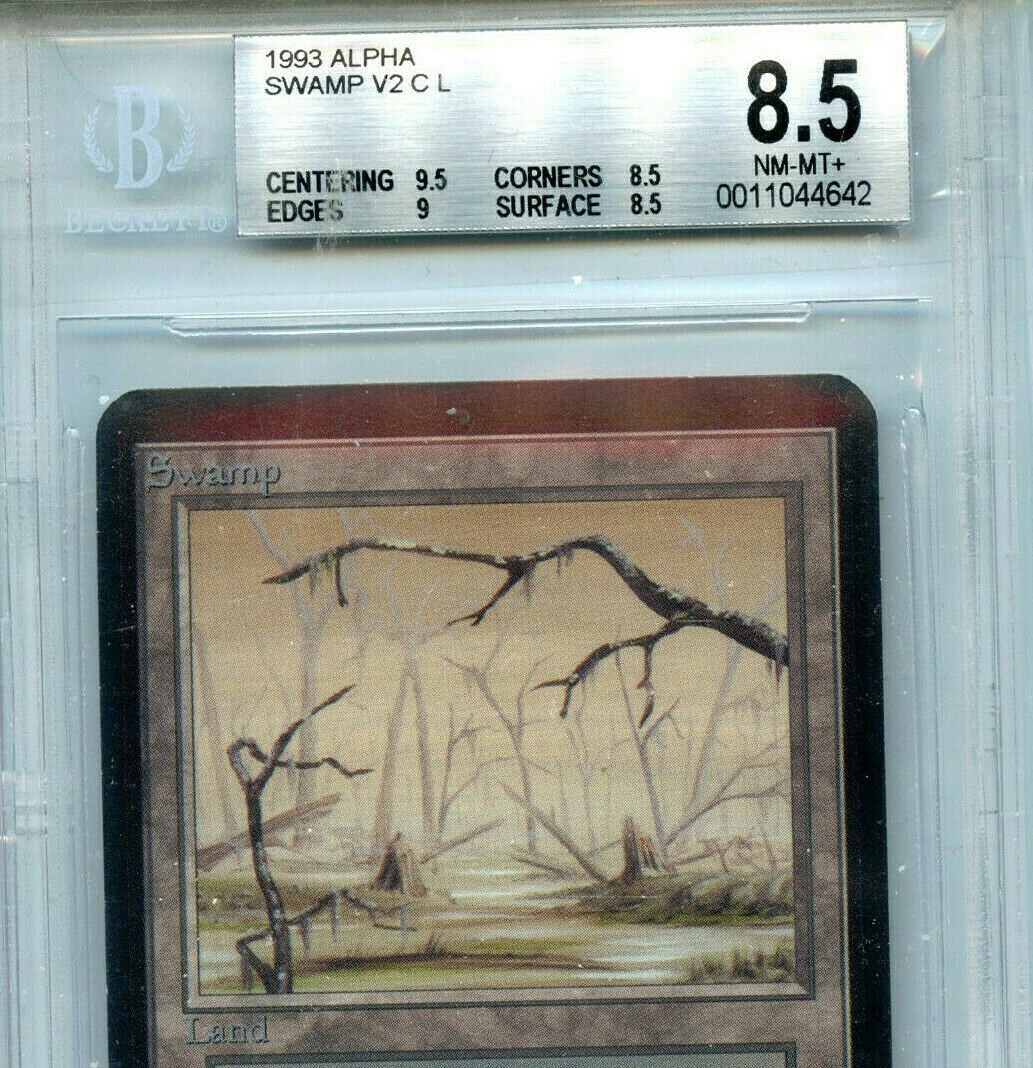 1993 ALPHA
SWAMP V2 C L
8.5
NM-MT+
0011044642
CENTERING 9.5
CORNERS 8.5
EDGES 9
SURFACE 8.5
B
BECKETT®
Swamp
Land